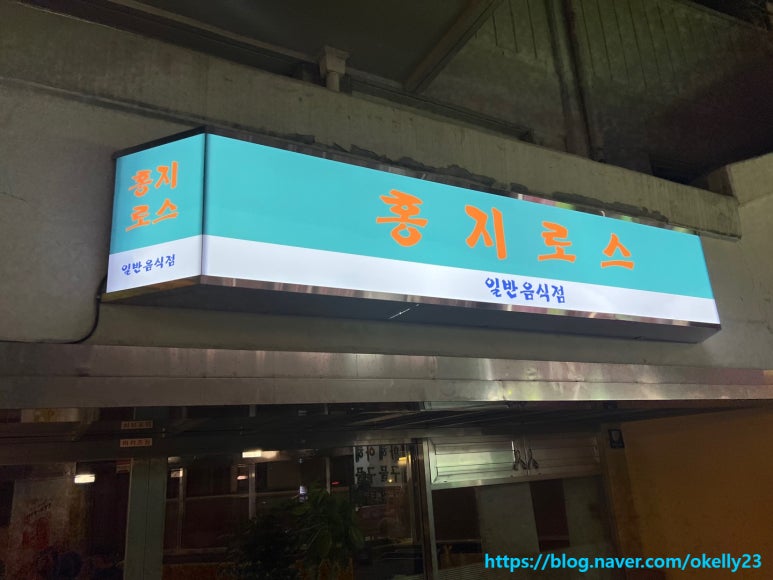 홍지
로스
일반음식점
홍지로스
일반음식점
https://blog.naver.com/okelly23